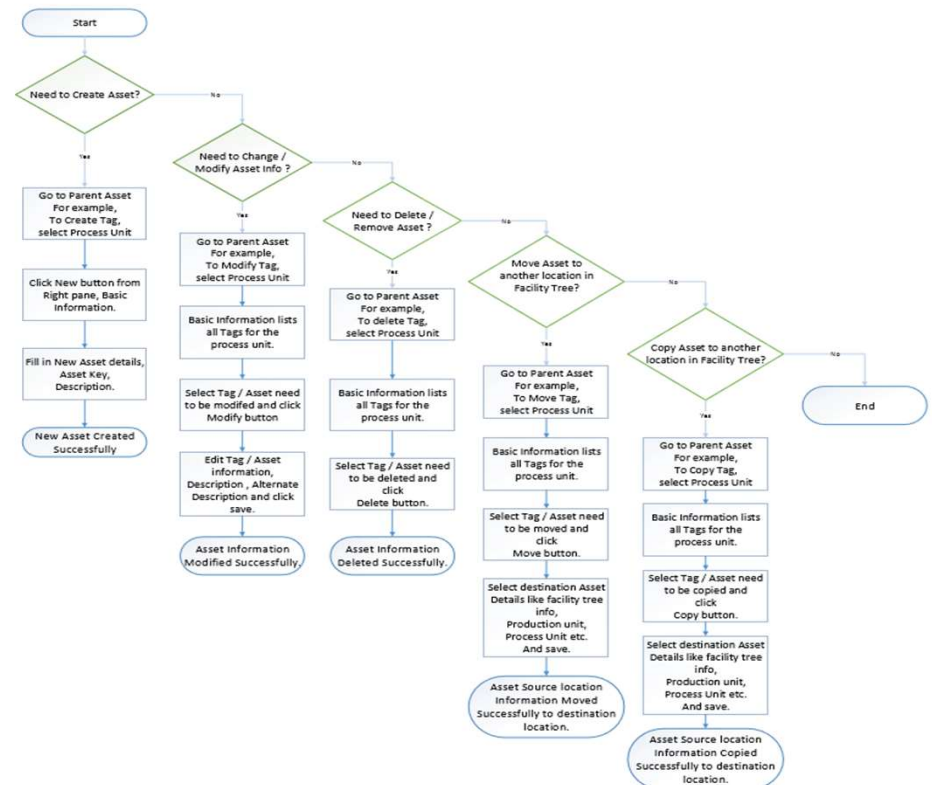 Start
Need to Create Asset?
No
Yes
Go to Parent Asset
For example,
To Create Tag,
select Process Unit
Click New button from
Right pane, Basic
Information.
Fill in New Asset details,
Asset Key,
Description.
New Asset Created
Successfully
Need to Change /
Modify Asset Info ?
No
Yes
Go to Parent Asset
For example,
To Modify Tag,
select Process Unit
Basic Information lists
all Tags for the
process unit.
Select Tag / Asset need
to be modifed and click
Modify button
Edit Tag / Asset
information,
Description , Alternate
Description and click
save.
Asset Information
Modified Successfully.
Need to Delete /
Remove Asset ?
No
Yes
Go to Parent Asset
For example,
To delete Tag,
select Process Unit
Basic Information lists
all Tags for the
process unit.
Select Tag / Asset need
to be deleted and
click
Delete button.
Asset Information
Deleted Successfully.
Move Asset to
another location in
Facility Tree?
No
Yes
Go to Parent Asset
For example,
To Move Tag,
select Process Unit
Basic Information lists
all Tags for the
process unit.
Select Tag / Asset need
to be moved and
click
Move button.
Select destination Asset
Details like facility tree
info,
Production unit,
Process Unit etc.
And save.
Asset Source location
Information Moved
Successfully to destination
location.
Copy Asset to another
location in Facility Tree?
No
Yes
Go to Parent Asset
For example,
To Copy Tag,
select Process Unit
Basic Information lists
all Tags for the
process unit.
Select Tag / Asset need
to be copied and
click
Copy button.
Select destination Asset
Details like facility tree
info,
Production unit,
Process Unit etc.
And save.
Asset Source location
Information Copied
Successfully to destination
location.
End